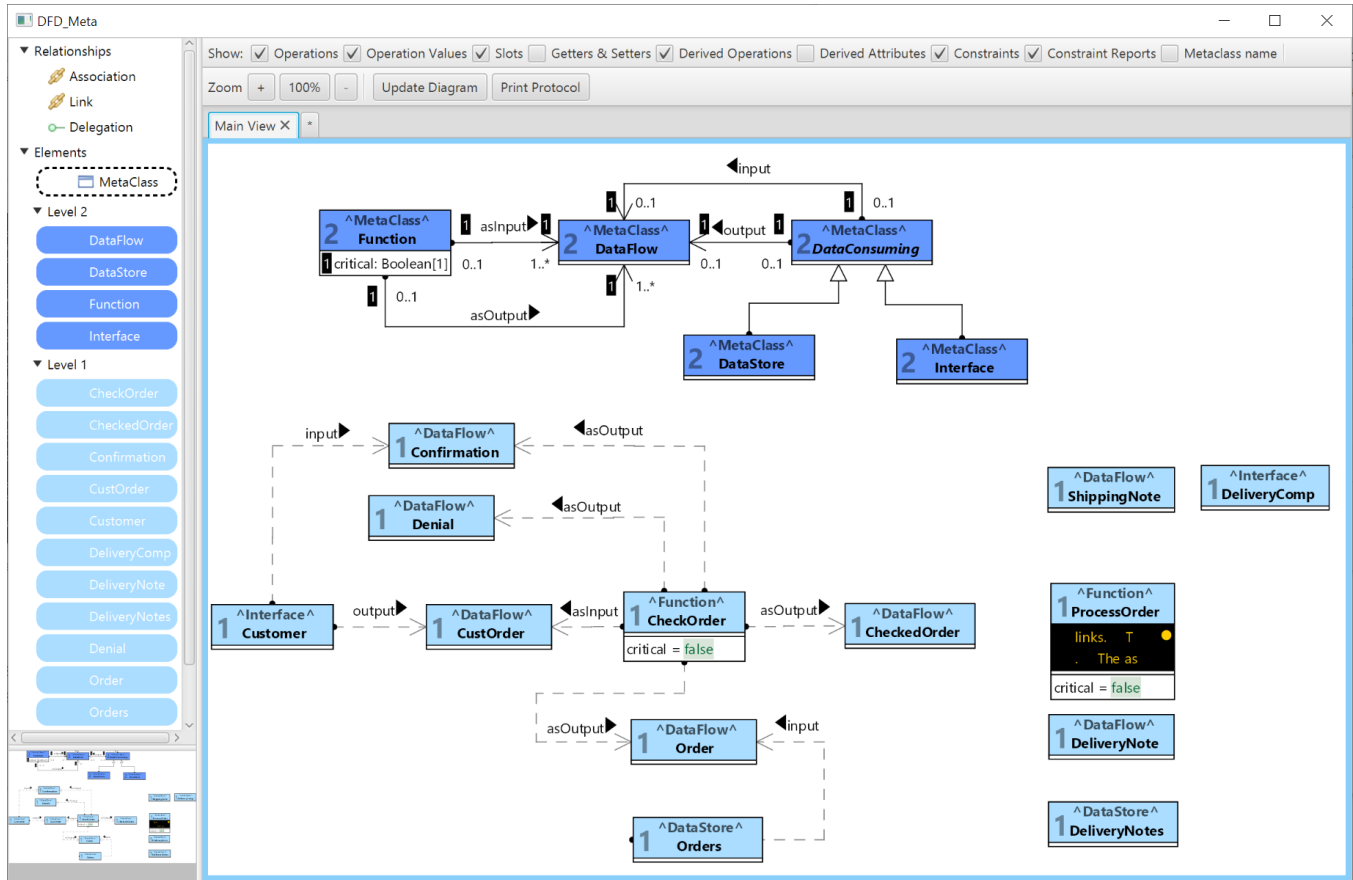 DFD_Meta
Relationships
Association
Link
Delegation
Elements
MetaClass
Level 2
DataFlow
DataStore
Function
Interface
Level 1
CheckOrder
CheckedOrder
Confirmation
CustOrder
Customer
DeliveryComp
DeliveryNote
DeliveryNotes
Denial
Order
Orders
Show: Operations Operation Values Slots Getters & Setters Derived Operations Derived Attributes Constraints Constraint Reports Metaclass name
Zoom + 100% - Update Diagram Print Protocol
Main View *
input
1 0..1 1 0..1
^MetaClass^
2 Function
1 critical: Boolean[1]
1 asInput 1
0..1 1..*
^MetaClass^
2 DataFlow
1 output 1
0..1 0..1
^MetaClass^
2 DataConsuming
1 0..1
asOutput
1 1..*
^MetaClass^
2 DataStore
^MetaClass^
2 Interface
input
^DataFlow^
1 Confirmation
asOutput
^DataFlow^
1 Denial
asOutput
^DataFlow^
1 ShippingNote
^Interface^
1 DeliveryComp
^Interface^
1 Customer
output
^DataFlow^
1 CustOrder
asInput
^Function^
1 CheckOrder
critical = false
asOutput
^DataFlow^
1 CheckedOrder
^Function^
1 ProcessOrder
links. T
. The as
critical = false
asOutput
^DataFlow^
1 Order
input
^DataFlow^
1 DeliveryNote
^DataStore^
1 Orders
^DataStore^
1 DeliveryNotes